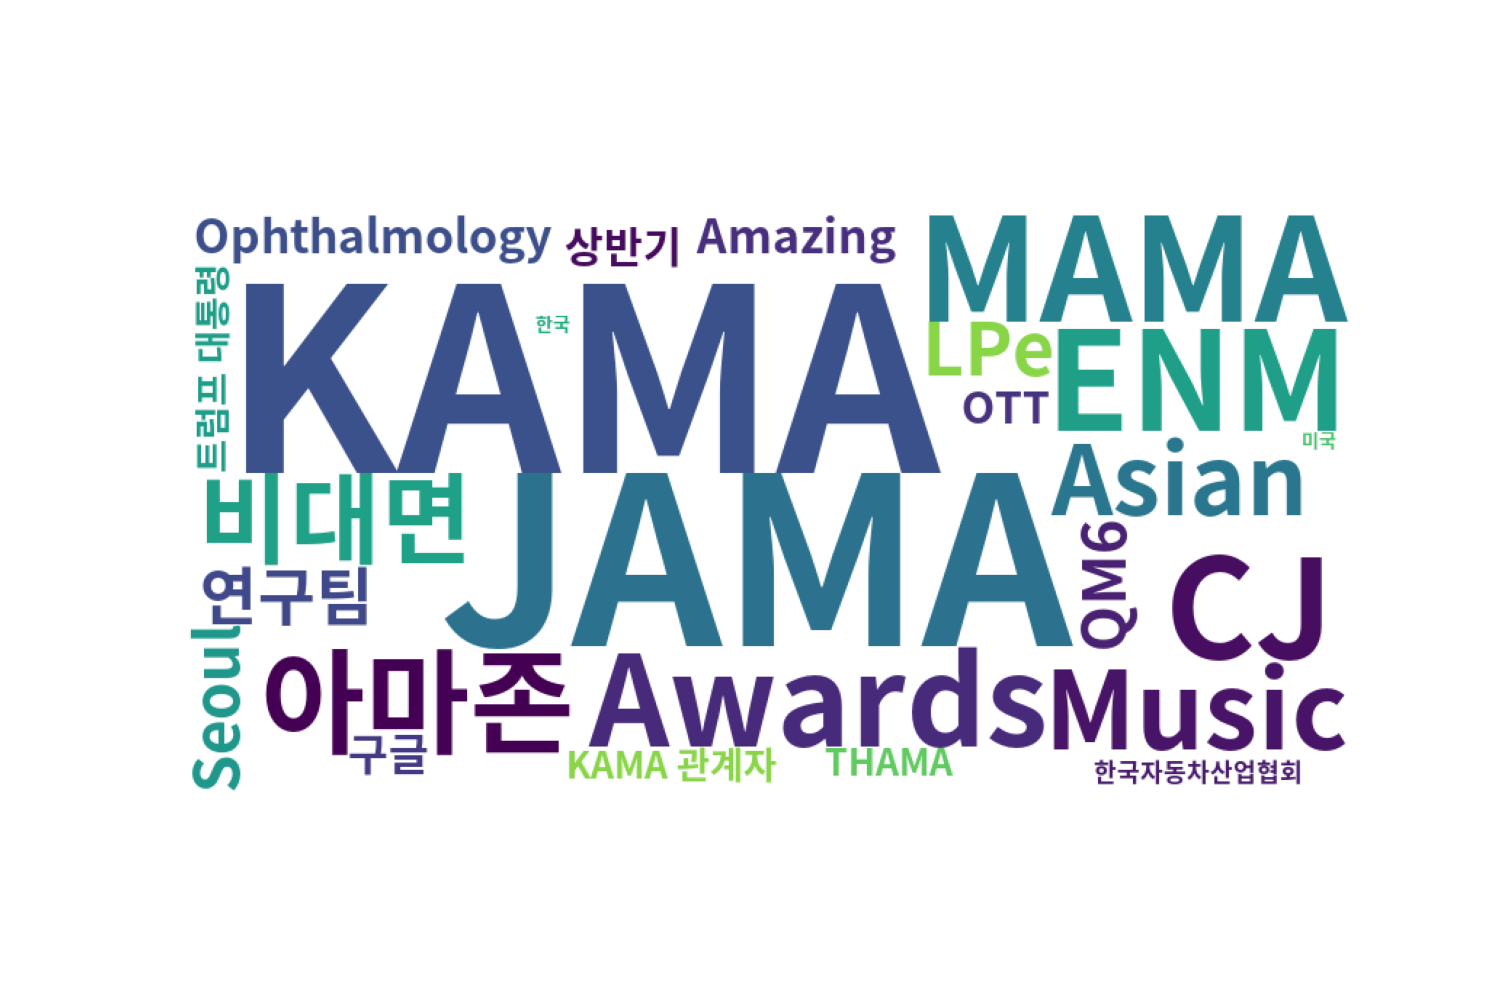 Ophthalmology
상반기
Amazing
MAMA
트럼프 대통령
KAMA
한국
LPe
ENM
OTT
미국
비대면
JAMA
Asian
QM6
CJ
연구팀
Seoul
아마존
Awards
Music
구글
KAMA 관계자
THAMA
한국자동차산업협회